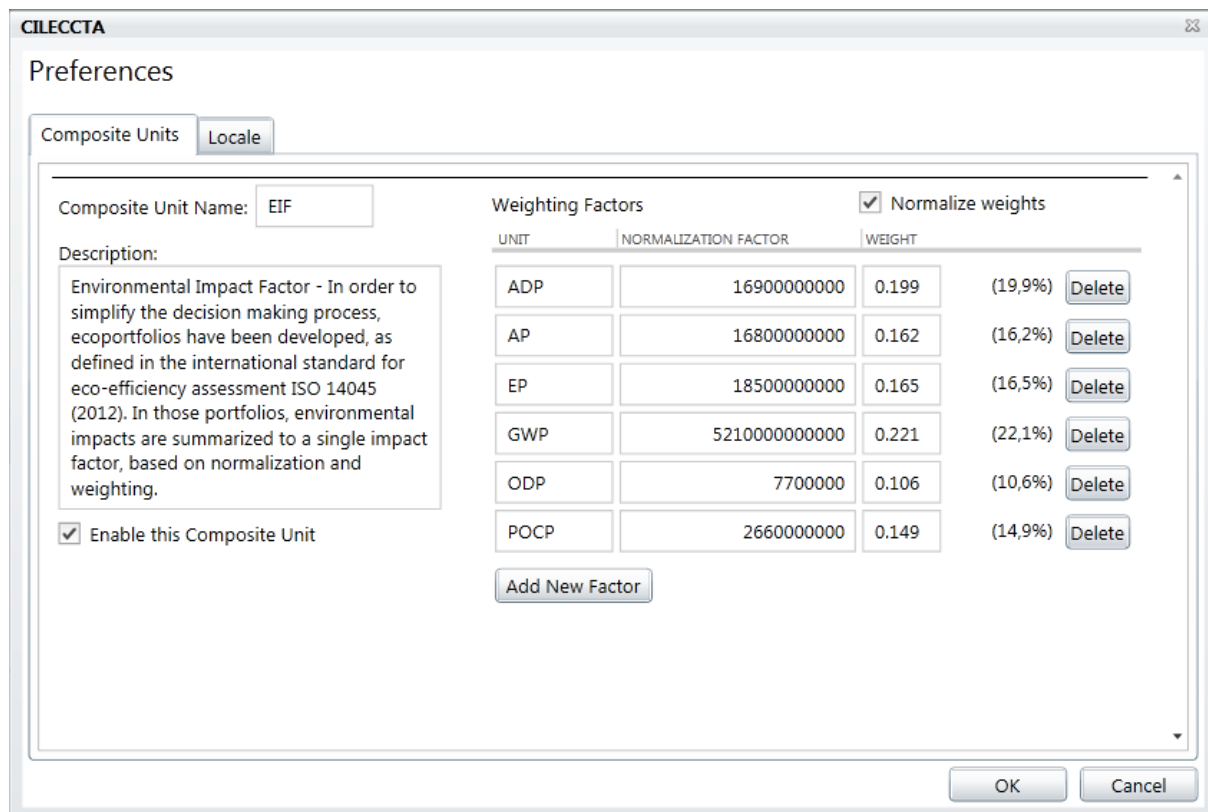 CILECCTA
Preferences
Composite Units
Locale
Composite Unit Name: EIF
Description:
Environmental Impact Factor - In order to
simplify the decision making process,
ecoportfolios have been developed, as
defined in the international standard for
eco-efficiency assessment ISO 14045
(2012). In those portfolios, environmental
impacts are summarized to a single impact
factor, based on normalization and
weighting.
Enable this Composite Unit
Weighting Factors
Normalize weights
UNIT NORMALIZATION FACTOR WEIGHT
ADP 16900000000 0.199 (19,9%) Delete
AP 16800000000 0.162 (16,2%) Delete
EP 18500000000 0.165 (16,5%) Delete
GWP 5210000000000 0.221 (22,1%) Delete
ODP 7700000 0.106 (10,6%) Delete
POCP 2660000000 0.149 (14,9%) Delete
Add New Factor
OK
Cancel